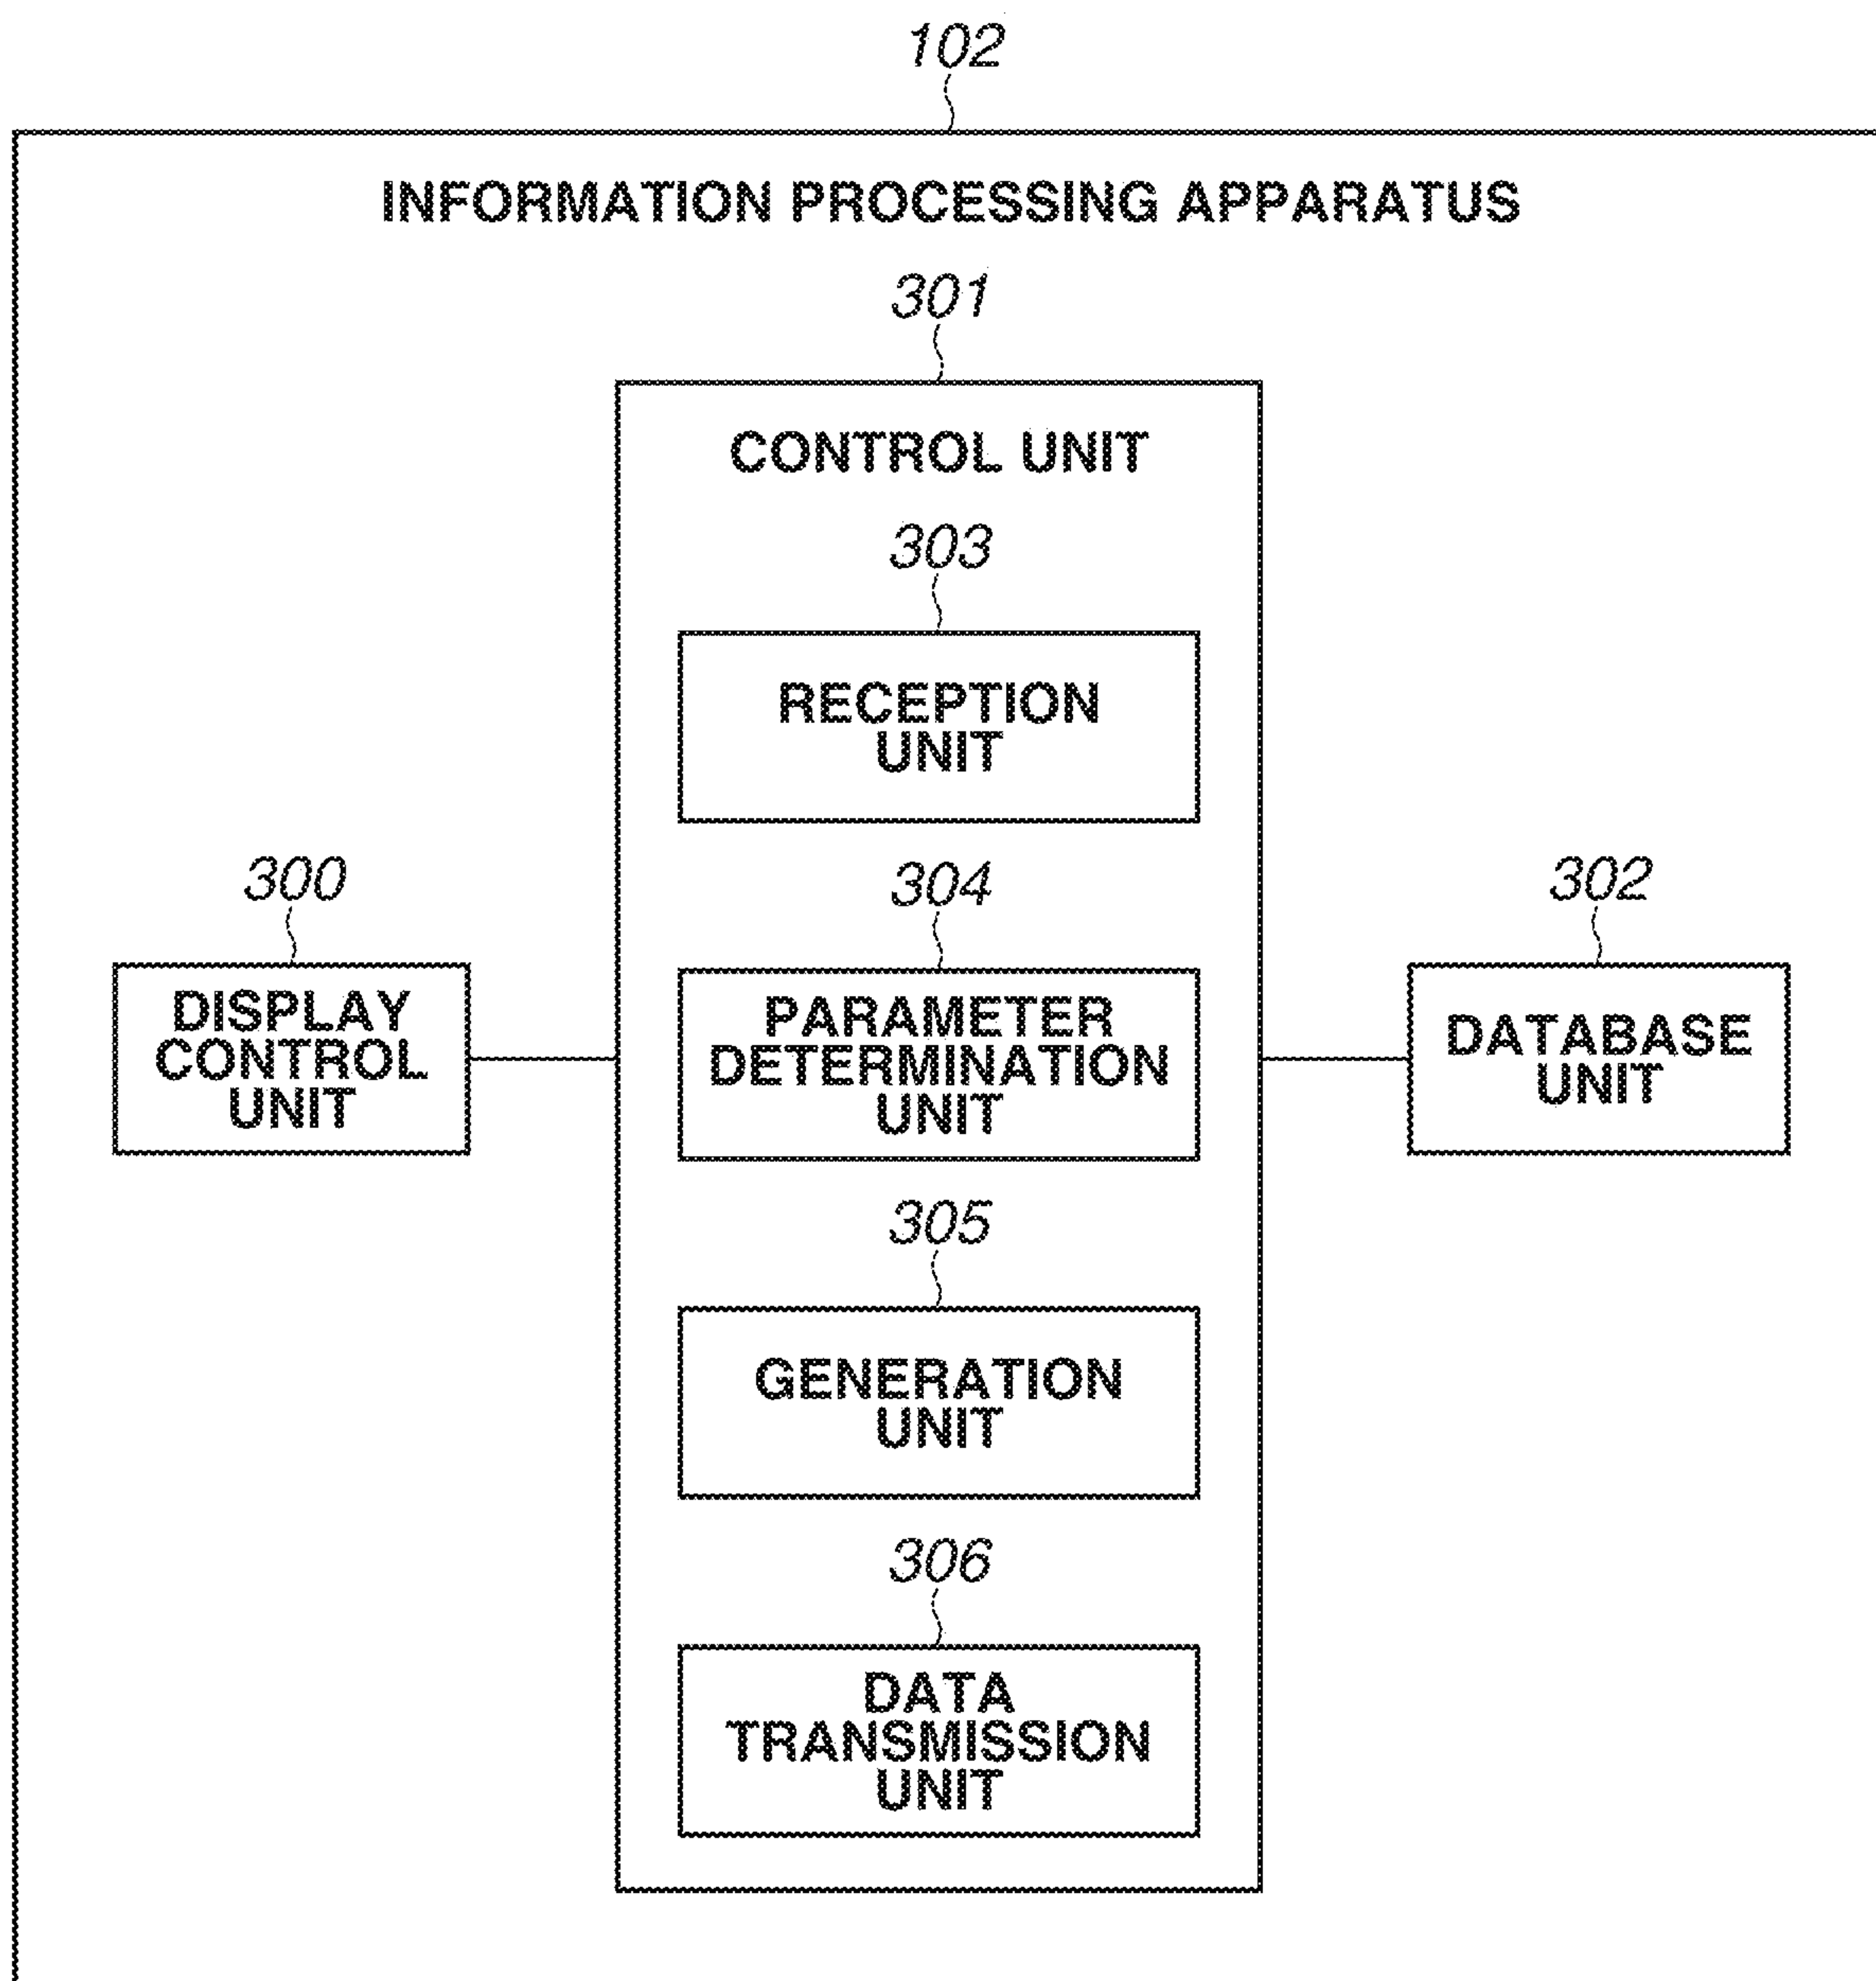 102
INFORMATION PROCESSING APPARATUS
301
CONTROL UNIT
303
RECEPTION
UNIT
300
DISPLAY
CONTROL
UNIT
304
PARAMETER
DETERMINATION
UNIT
302
DATABASE
UNIT
305
GENERATION
UNIT
306
DATA
TRANSMISSION
UNIT